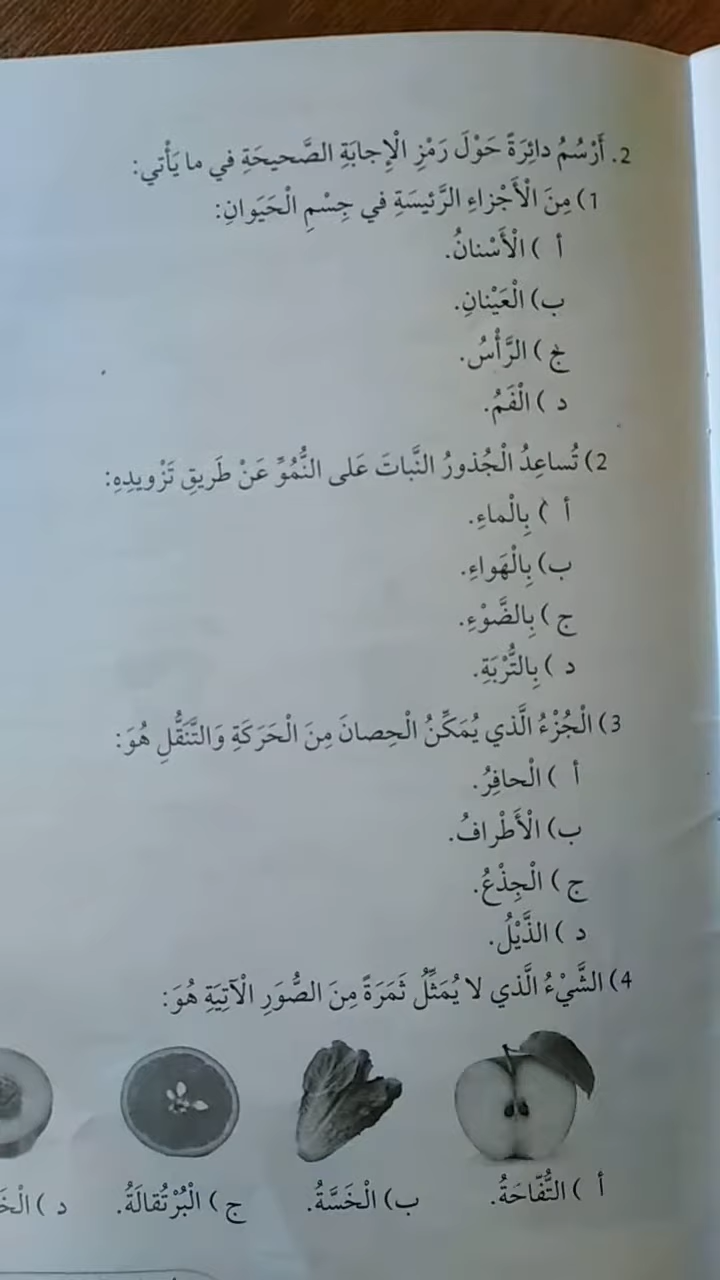 2. أَرْسُمُ دائِرَةً حَوْلَ رَمْزِ الْإِجابَةِ الصَّحيحَةِ في ما يَأْتي:
1) مِنَ الْأَجْزاءِ الرَّئيسَةِ في جِسْمِ الْحَيَوانِ:
أ ) الْأَسْنانُ.
ب) الْعَيْنانِ.
ج ) الرَّأْسُ.
د ) الْفَمُ.
2) تُساعِدُ الْجُذورُ النَّباتَ عَلى النُّمُوِّ عَنْ طَريقِ تَزْويدِهِ:
أ ) بِالْماءِ.
ب) بِالْهَواءِ.
ج ) بِالضَّوْءِ.
د ) بِالتُّرْبَةِ.
3) الْجُزْءُ الَّذي يُمَكِّنُ الْحِصانَ مِنَ الْحَرَكَةِ وَالتَّنَقُّلِ هُوَ:
أ ) الْحافِرُ.
ب) الْأَطْرافُ.
ج ) الْجِذْعُ.
د ) الذَّيْلُ.
4) الشَّيْءُ الَّذي لا يُمَثِّلُ ثَمَرَةً مِنَ الصُّوَرِ الْآتِيَةِ هُوَ:
أ ) التُّفّاحَةُ. ب) الْخَسَّةُ. ج ) الْبُرْتُقالَةُ. د )